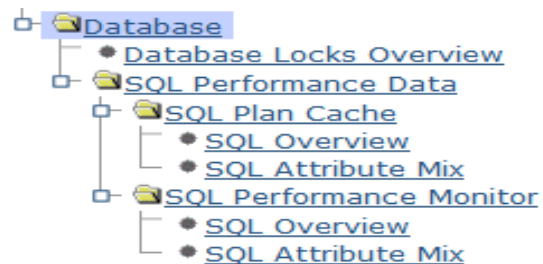 Database
Database Locks Overview
SQL Performance Data
SQL Plan Cache
SQL Overview
SQL Attribute Mix
SQL Performance Monitor
SQL Overview
SQL Attribute Mix